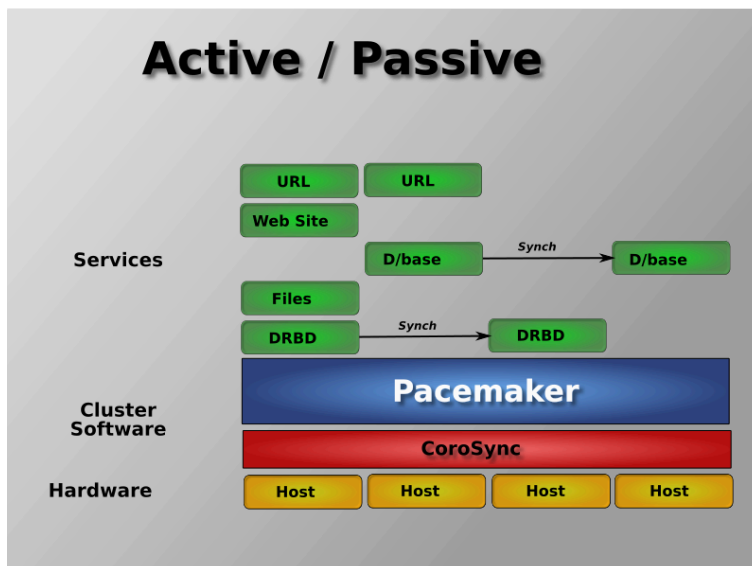 Active / Passive
URL
URL
Web Site
Services
D/base
Synch
D/base
Files
DRBD
Synch
DRBD
Pacemaker
Cluster
Software
CoroSync
Hardware
Host
Host
Host
Host